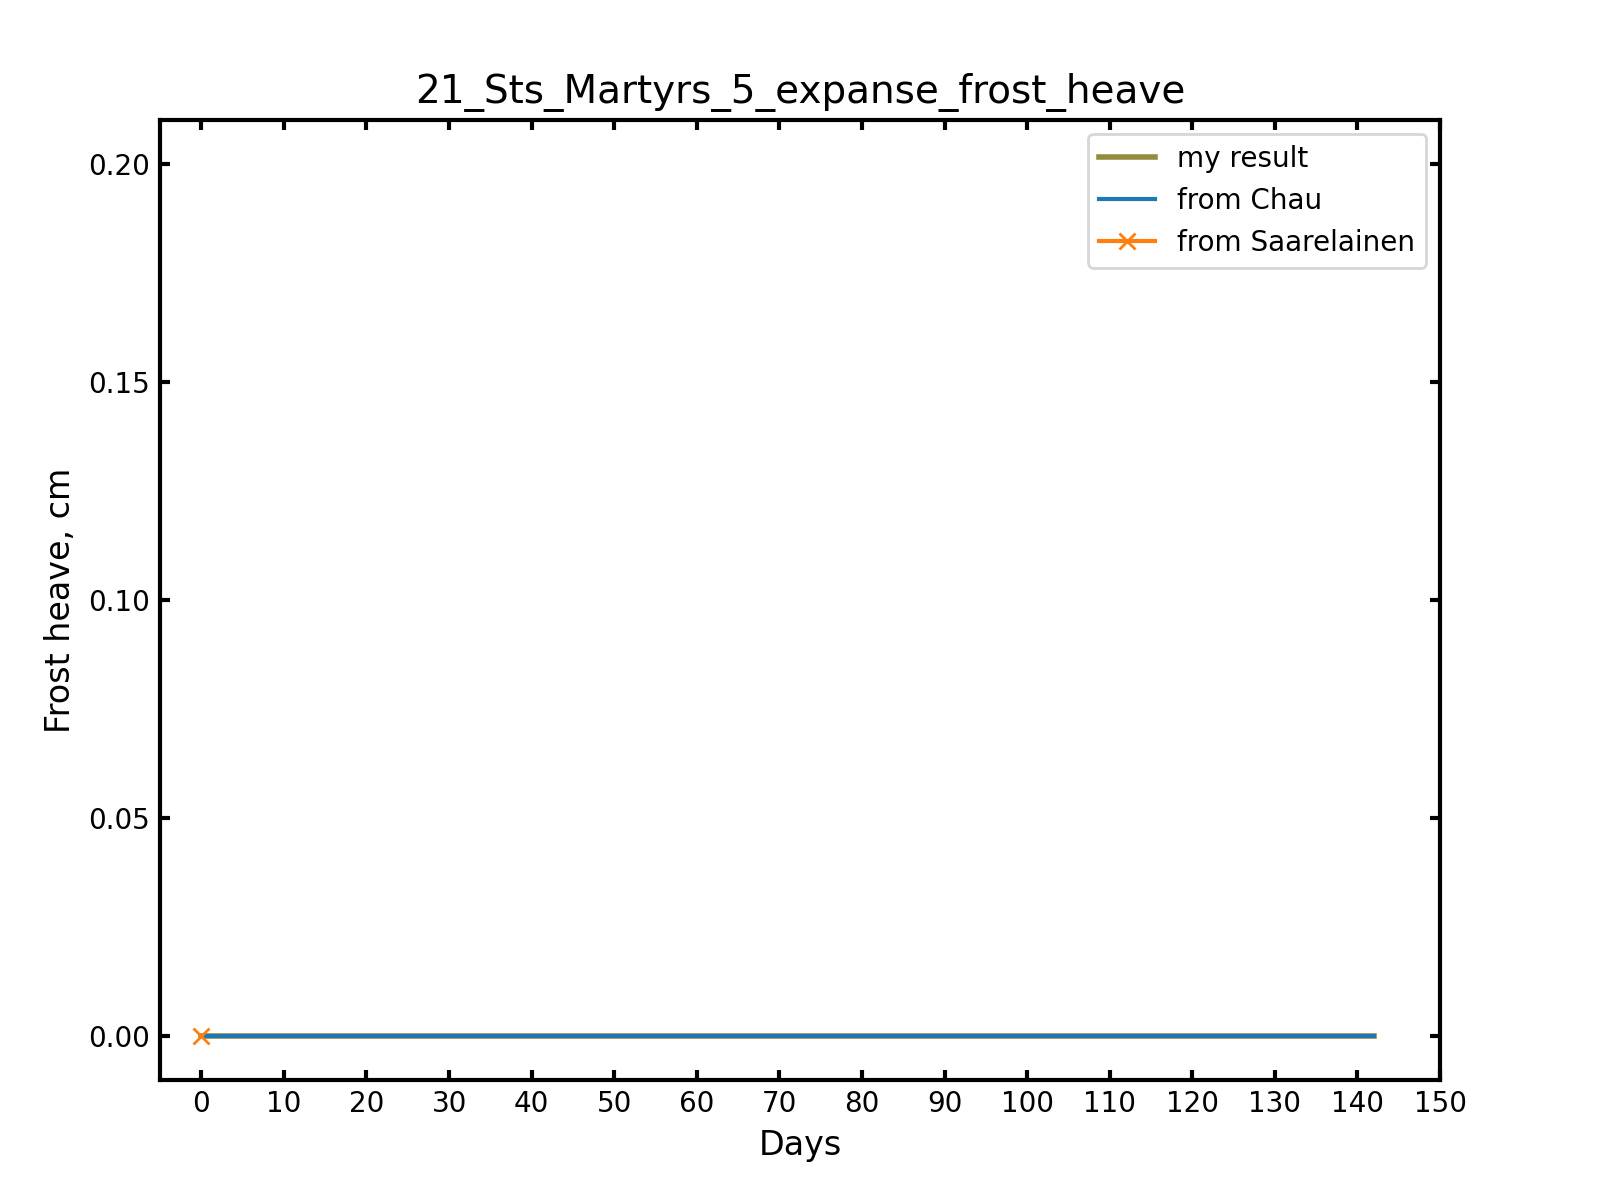 21_Sts_Martyrs_5_expanse_frost_heave
my result
from Chau
from Saarelainen
Frost heave, cm
0.20
0.15
0.10
0.05
0.00
0 10 20 30 40 50 60 70 80 90 100 110 120 130 140 150
Days